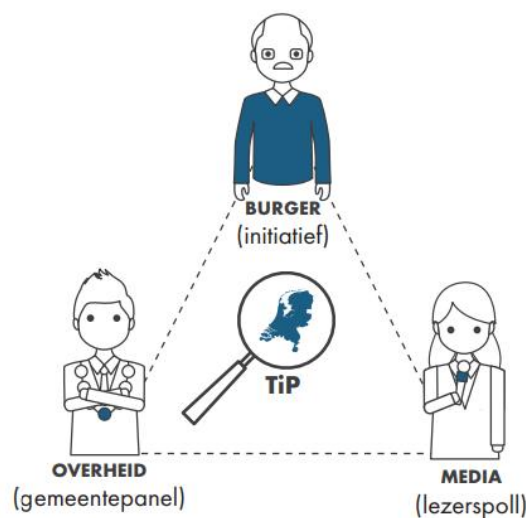 BURGER
(initiatief)
TiP
OVERHEID
(gemeentepanel)
MEDIA
(lezerspoll)